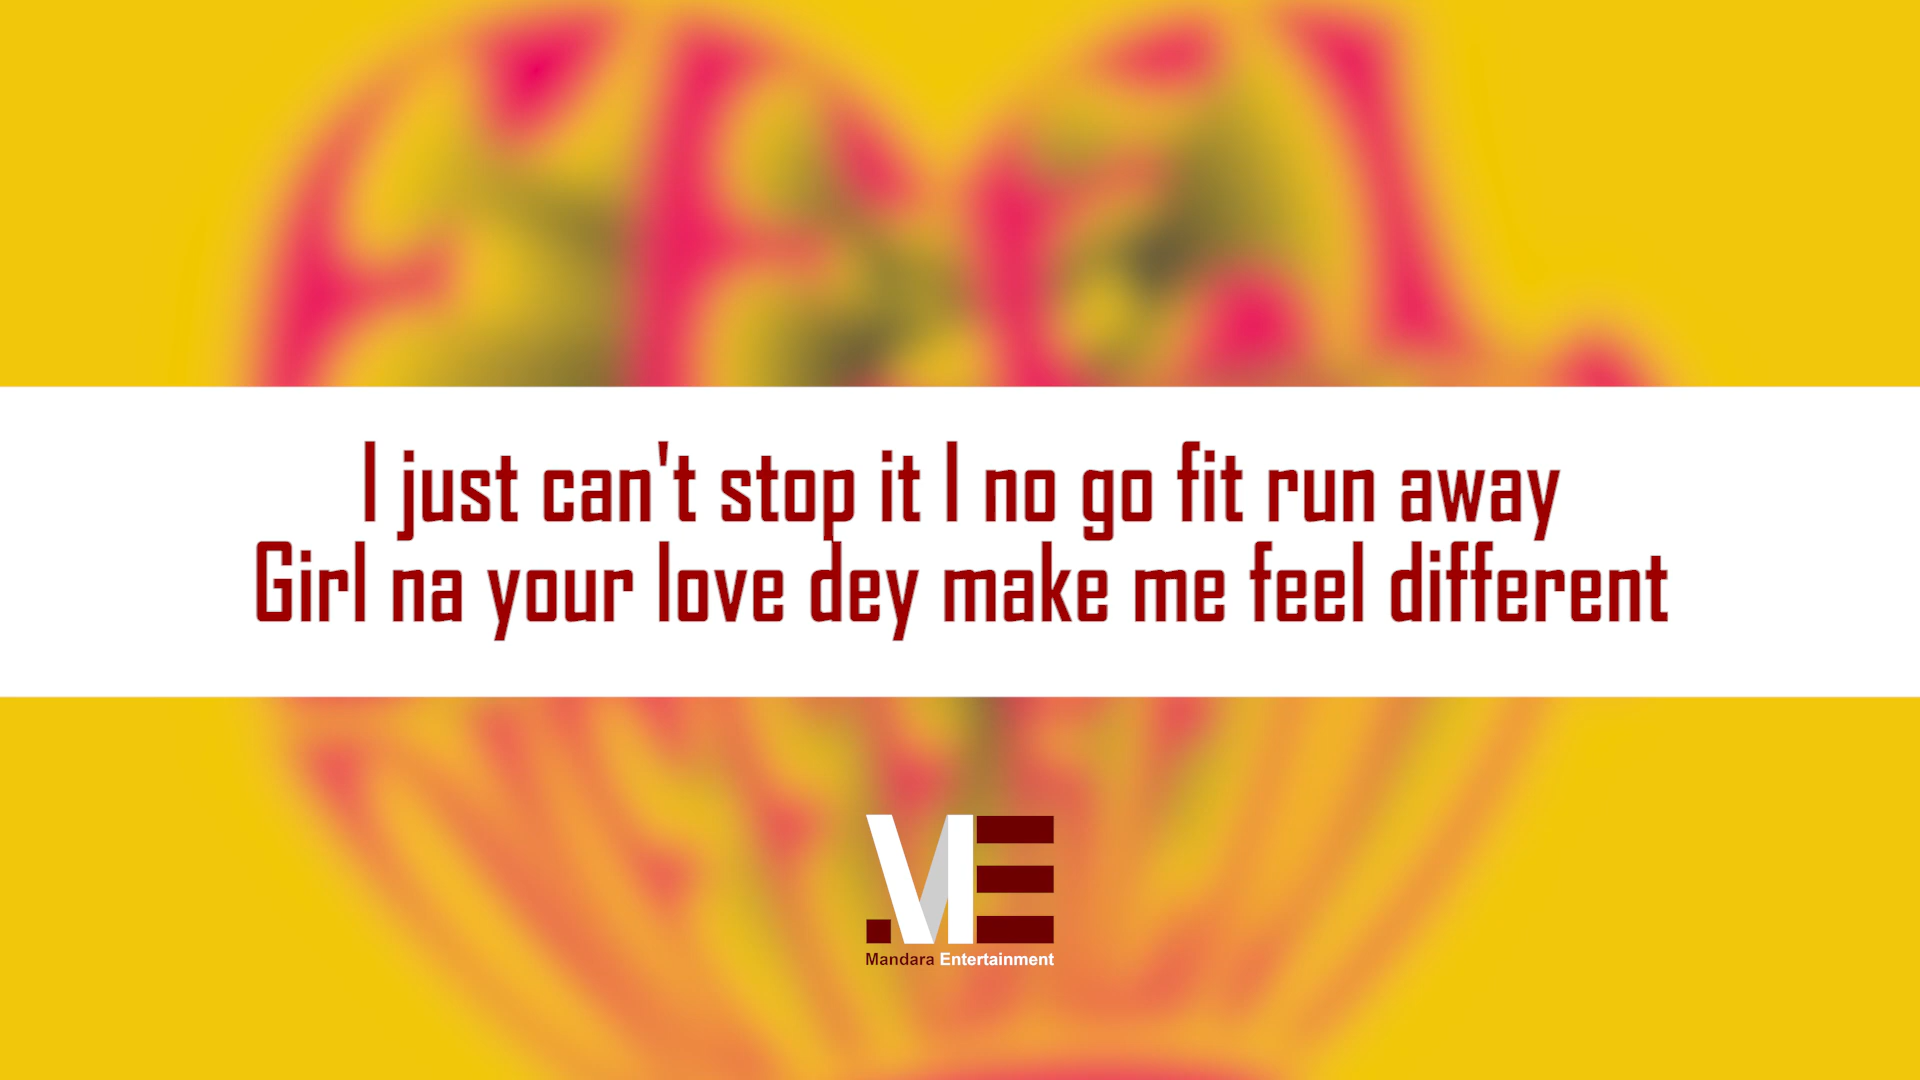 I just can't stop it I no go fit run away
Girl na your love dey make me feel different
ME
Mandara Entertainment